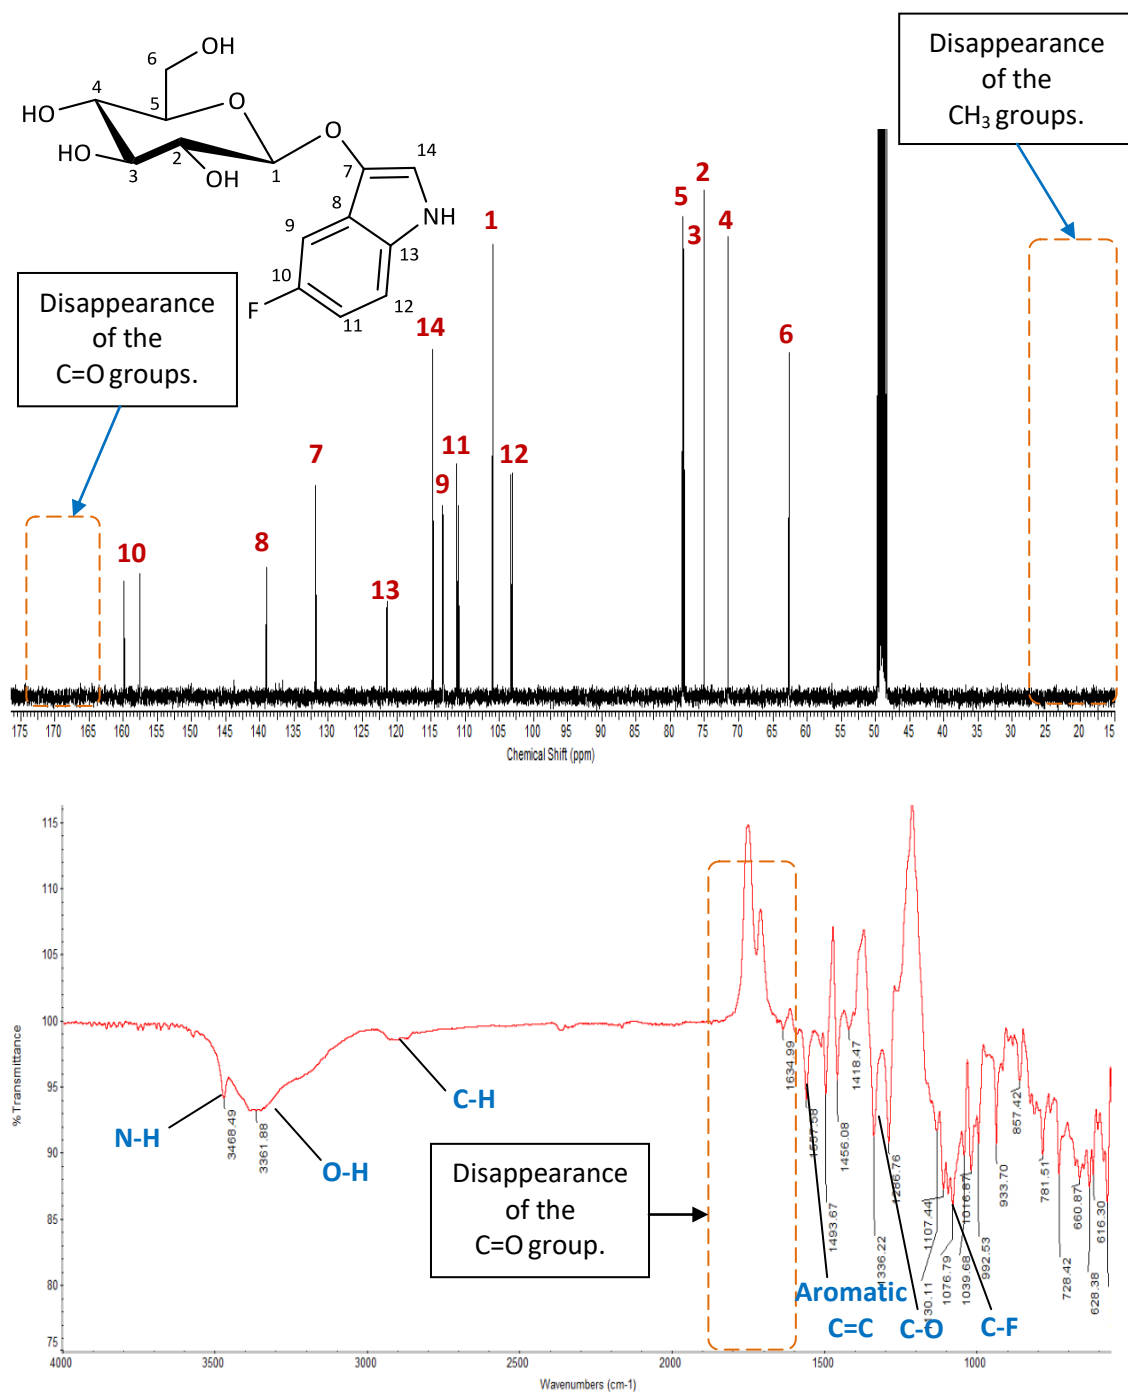 OH
6
4
HO
5
O
HO
3
2
OH
1
O
7
14
8
NH
9
13
10
12
F
11
Disappearance
of the
CH3 groups.
Disappearance
of the
C=O groups.
10
8
7
13
14
9
11
1
12
5
3
2
4
6
175 170 165 160 155 150 145 140 135 130 125 120 115 110 105 100 95 90 85 80 75 70 65 60 55 50 45 40 35 30 25 20 15
Chemical Shift (ppm)
115
110
105
100
95
90
85
80
75
% Transmittance
N-H
3468.49
3361.88
O-H
C-H
Disappearance
of the
C=O group.
1634.99
1557.58
1493.67
1456.08
1418.47
1336.22
1286.76
1130.11
1107.44
1076.79
1039.68
1016.87
992.53
933.70
857.42
781.51
728.42
660.87
628.38
616.30
Aromatic
C=C
C-O
C-F
4000 3500 3000 2500 2000 1500 1000
Wavenumbers (cm-1)